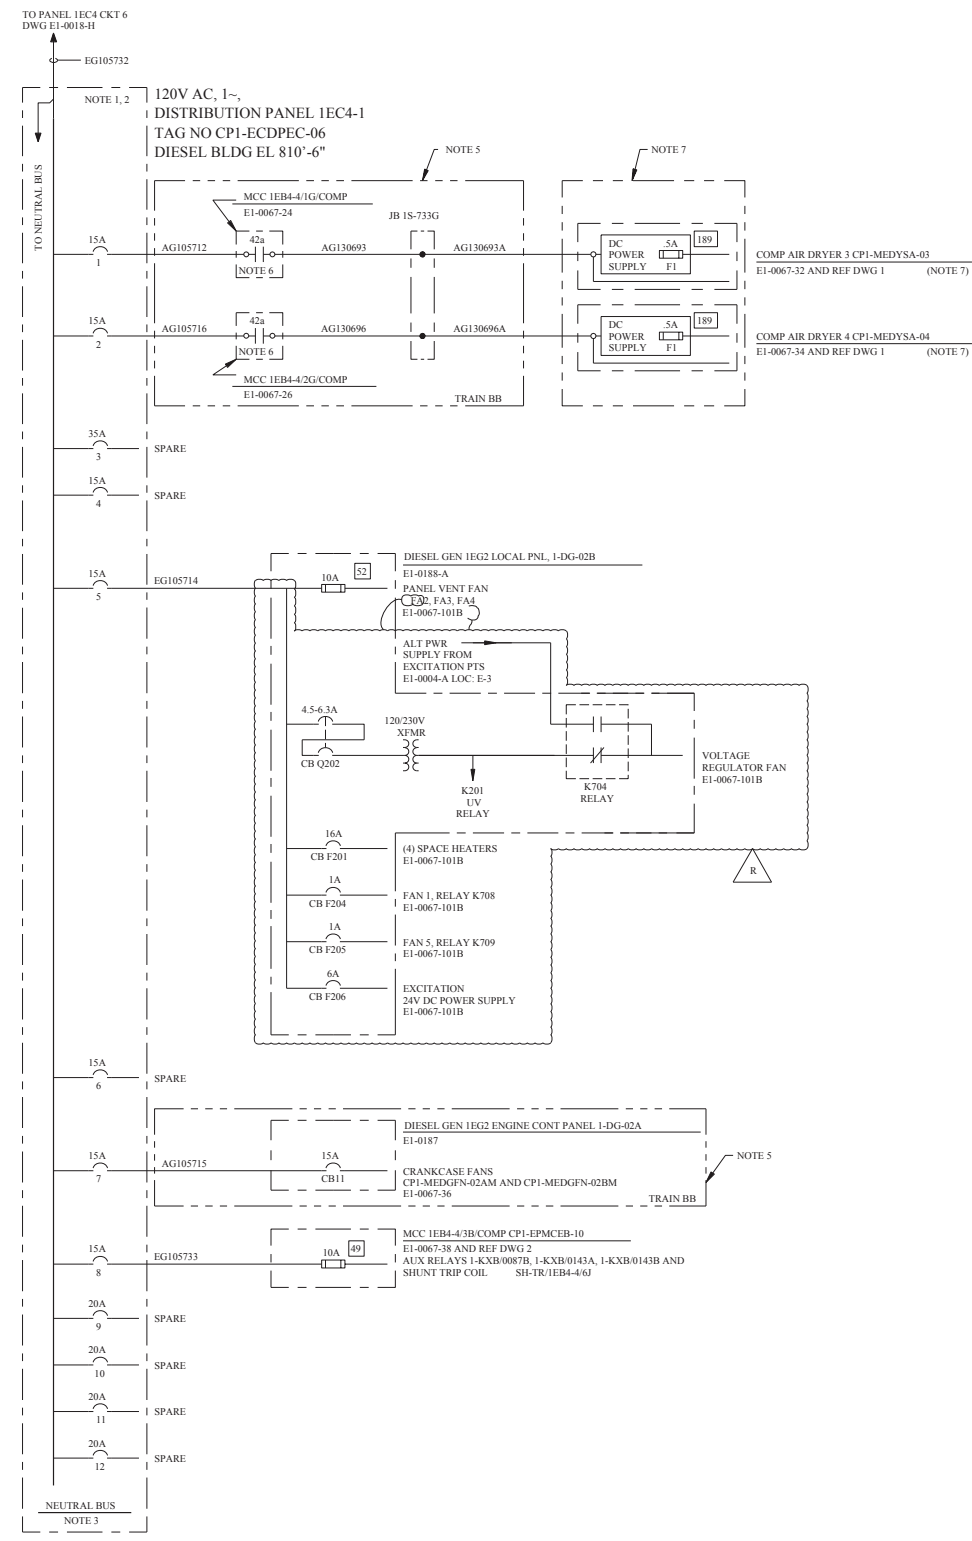 TO PANEL 1EC4 CKT 6
DWG E1-0018-H
EG105732
NOTE 1, 2
TO NEUTRAL BUS
120V AC, 1~,
DISTRIBUTION PANEL 1EC4-1
TAG NO CP1-ECDPEC-06
DIESEL BLDG EL 810'-6"
NOTE 5
NOTE 7
MCC 1EB4-4/1G/COMP
E1-0067-24
JB 1S-733G
15A
1
AG105712
42a
NOTE 6
AG130693
AG130693A
DC
POWER
SUPPLY
.5A
F1
189
COMP AIR DRYER 3 CP1-MEDYSA-03
E1-0067-32 AND REF DWG 1 (NOTE 7)
15A
2
AG105716
42a
NOTE 6
AG130696
AG130696A
DC
POWER
SUPPLY
.5A
F1
189
COMP AIR DRYER 4 CP1-MEDYSA-04
E1-0067-34 AND REF DWG 1 (NOTE 7)
MCC 1EB4-4/2G/COMP
E1-0067-26
TRAIN BB
35A
3
SPARE
15A
4
SPARE
15A
5
EG105714
10A
52
DIESEL GEN 1EG2 LOCAL PNL, 1-DG-02B
E1-0188-A
PANEL VENT FAN
FA2, FA3, FA4
E1-0067-101B
ALT PWR
SUPPLY FROM
EXCITATION PTS
E1-0004-A LOC: E-3
4.5-6.3A
CB Q202
120/230V
XFMR
K201
UV
RELAY
K704
RELAY
VOLTAGE
REGULATOR FAN
E1-0067-101B
R
16A
CB F201
(4) SPACE HEATERS
E1-0067-101B
1A
CB F204
FAN 1, RELAY K708
E1-0067-101B
1A
CB F205
FAN 5, RELAY K709
E1-0067-101B
6A
CB F206
EXCITATION
24V DC POWER SUPPLY
E1-0067-101B
15A
6
SPARE
15A
7
AG105715
15A
CB11
DIESEL GEN 1EG2 ENGINE CONT PANEL 1-DG-02A
E1-0187
CRANKCASE FANS
CP1-MEDGFN-02AM AND CP1-MEDGFN-02BM
E1-0067-36
TRAIN BB
NOTE 5
15A
8
EG105733
10A
49
MCC 1EB4-4/3B/COMP CP1-EPMCEB-10
E1-0067-38 AND REF DWG 2
AUX RELAYS 1-KXB/0087B, 1-KXB/0143A, 1-KXB/0143B AND
SHUNT TRIP COIL SH-TR/1EB4-4/6J
20A
9
SPARE
20A
10
SPARE
20A
11
SPARE
20A
12
SPARE
NEUTRAL BUS
NOTE 3